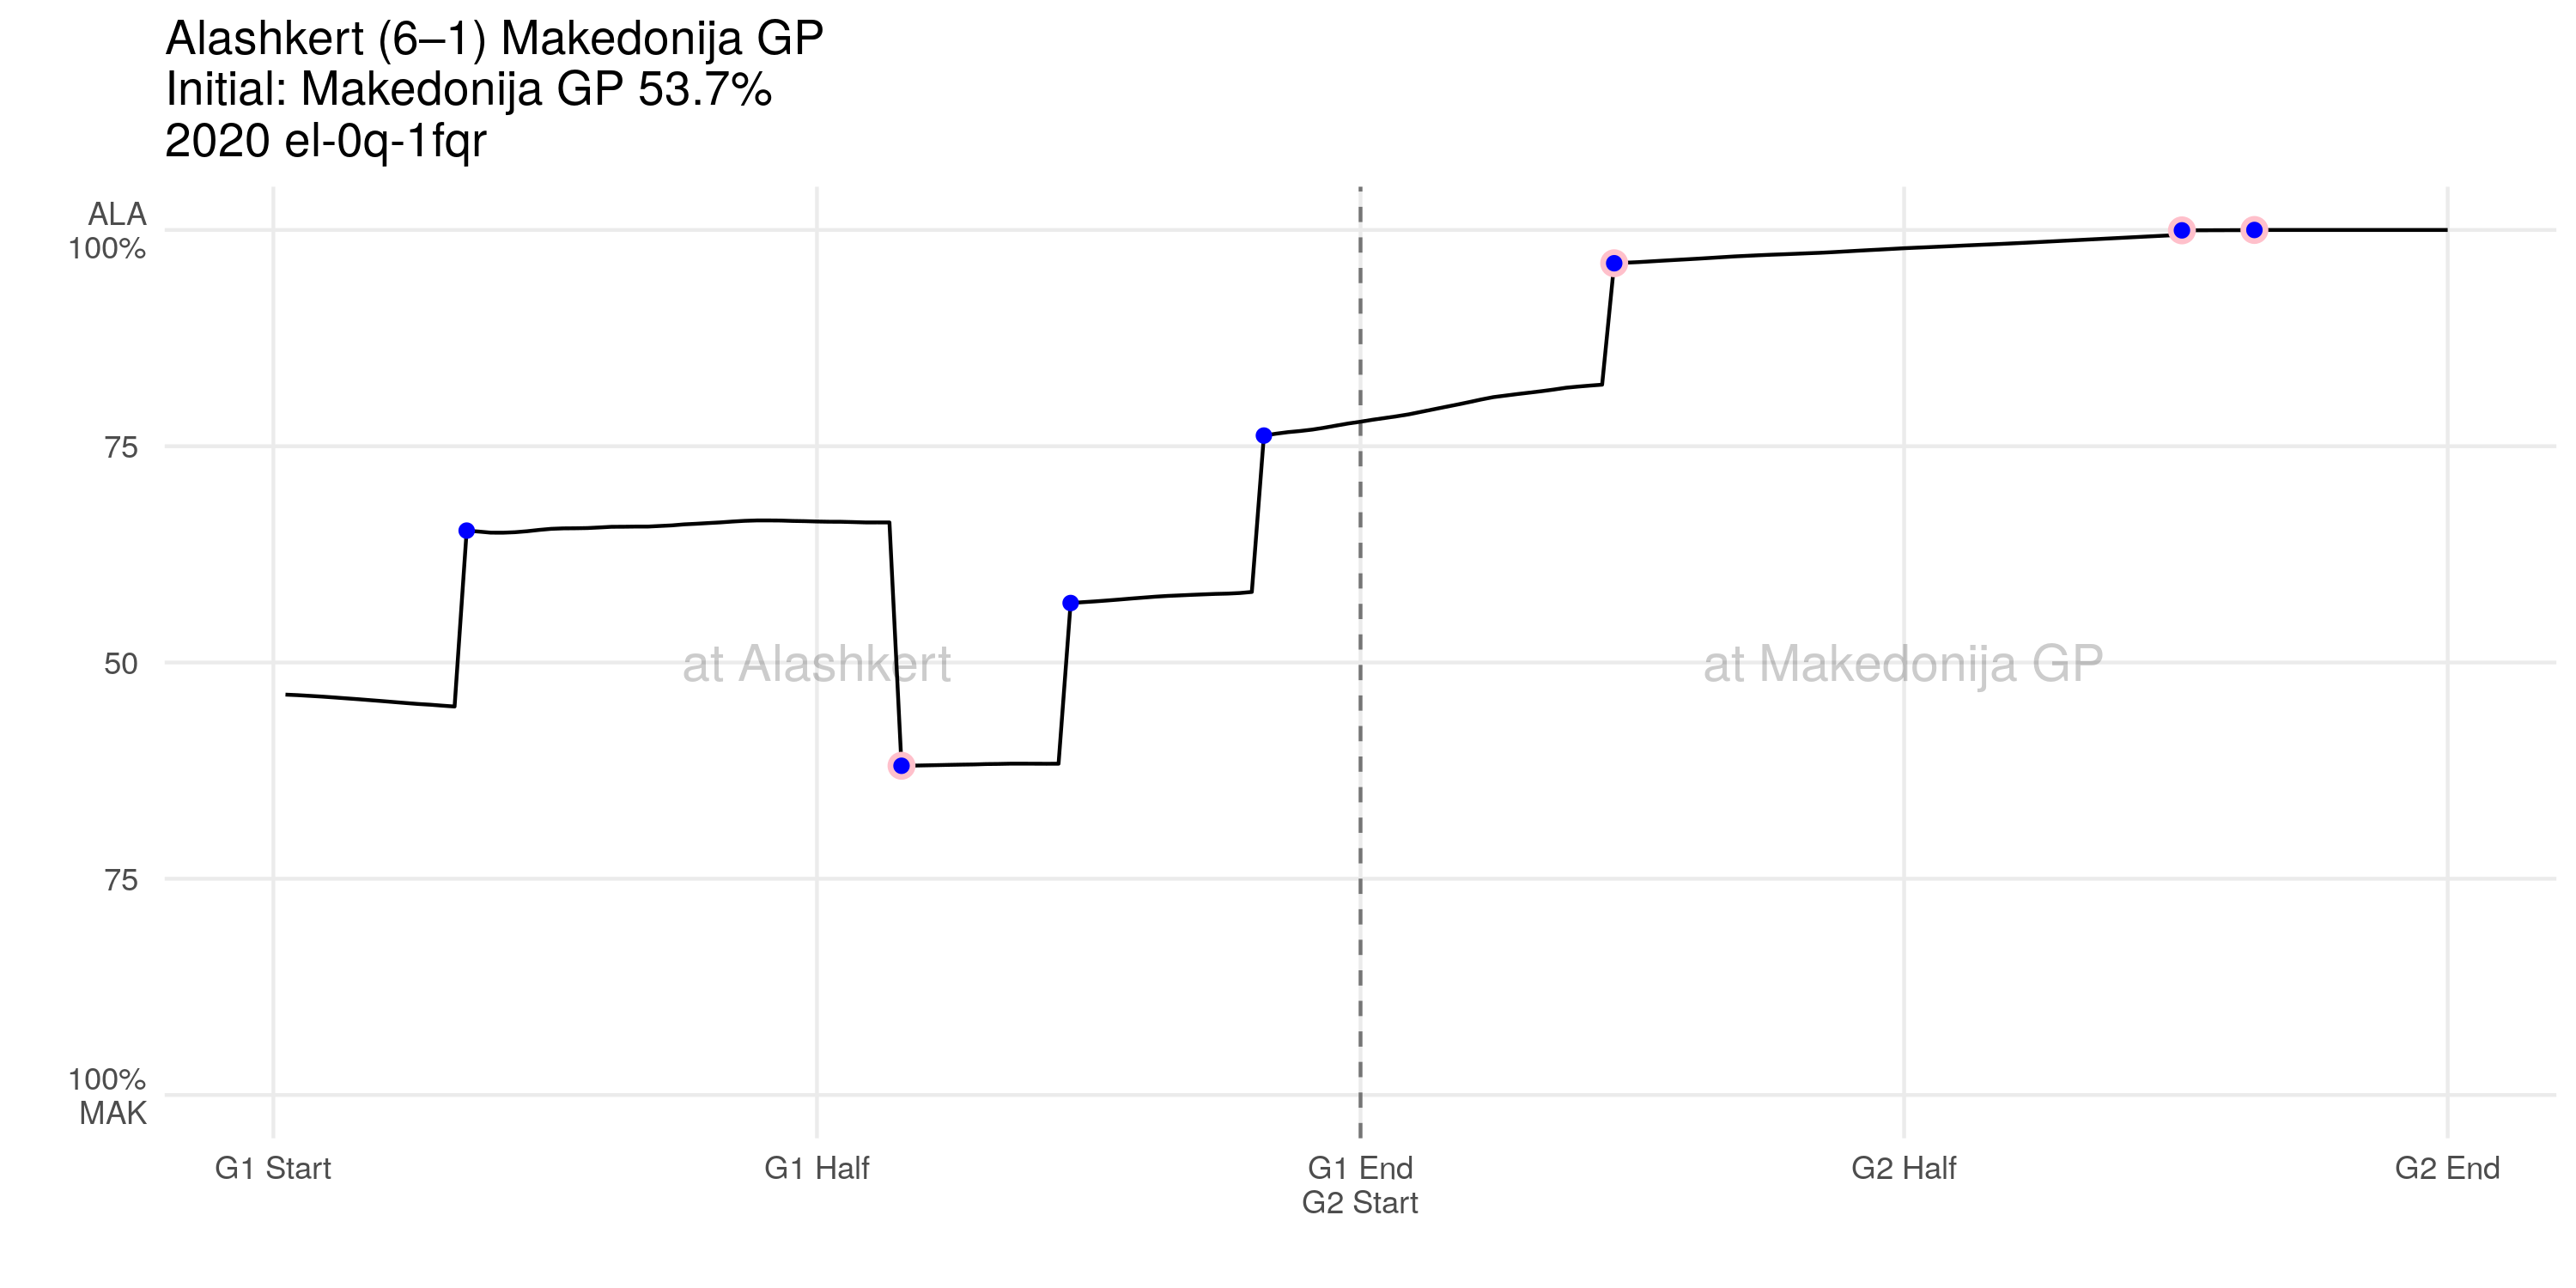 Alashkert (6–1) Makedonija GP
Initial: Makedonija GP 53.7%
2020 el-0q-1fqr
ALA
100%
75
50
75
100%
MAK
at Alashkert
at Makedonija GP
G1 Start
G1 Half
G1 End
G2 Start
G2 Half
G2 End